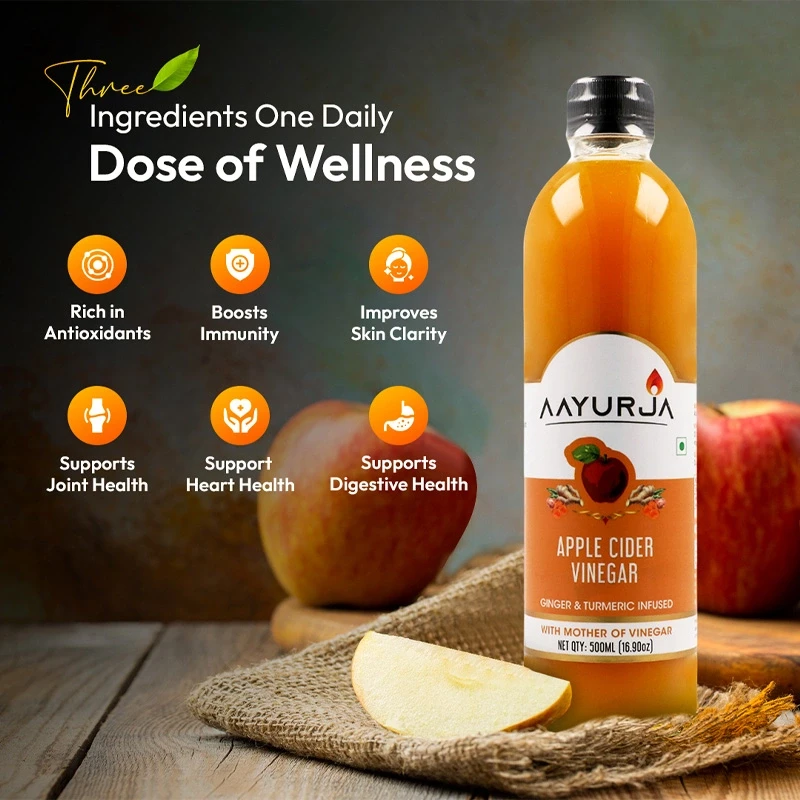 Three
Ingredients One Daily
Dose of Wellness
Rich in
Antioxidants
Boosts
Immunity
Improves
Skin Clarity
Supports
Joint Health
Support
Heart Health
Supports
Digestive Health
AAYURJA
APPLE CIDER
VINEGAR
GINGER & TURMERIC INFUSED
WITH MOTHER OF VINEGAR
NET QTY: 500ML (16.90oz)